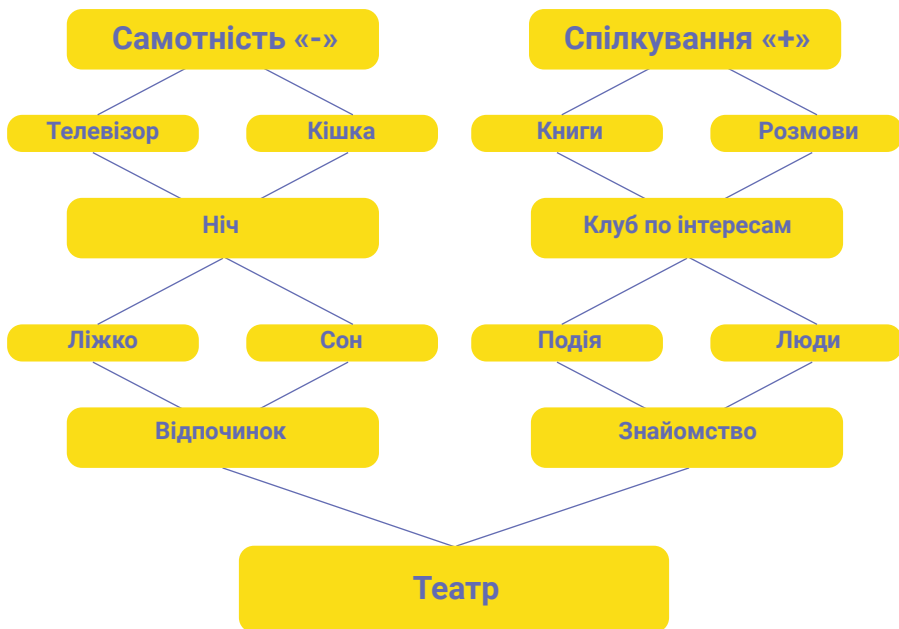 Самотність «-»
Спілкування «+»
Телевізор
Кішка
Книги
Розмови
Ніч
Клуб по інтересам
Ліжко
Сон
Подія
Люди
Відпочинок
Знайомство
Театр